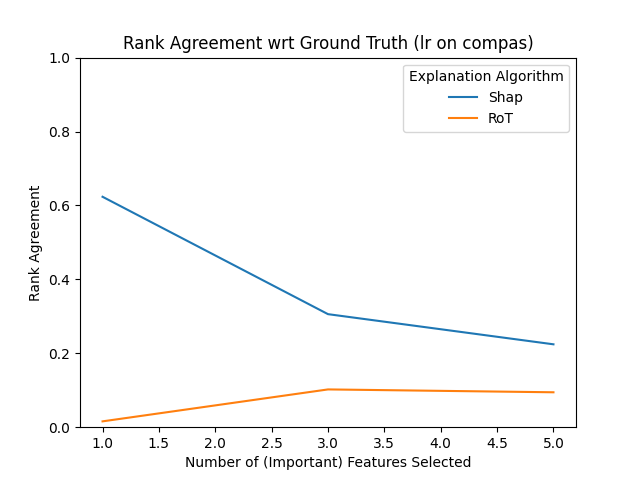 Rank Agreement wrt Ground Truth (lr on compas)
Explanation Algorithm
Shap
RoT
Rank Agreement
1.0
0.8
0.6
0.4
0.2
0.0
1.0
1.5
2.0
2.5
3.0
3.5
4.0
4.5
5.0
Number of (Important) Features Selected